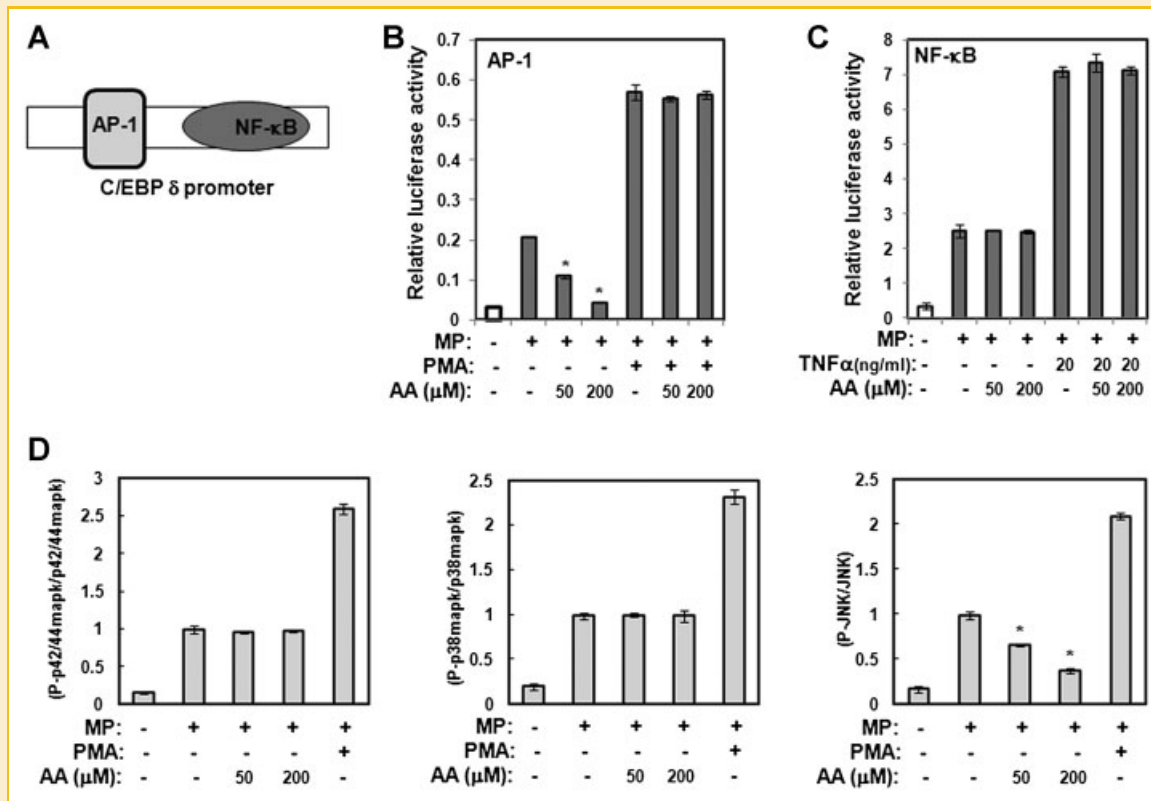 A
AP-1
NF-κB
C/EBP δ promoter
B
AP-1
Relative luciferase activity
0.7
0.6
0.5
0.4
0.3
0.2
0.1
0
* *
MP: - + + + + + +
PMA: - - - - + + +
AA (μM): - - 50 200 - 50 200
C
NF-κB
Relative luciferase activity
8
7
6
5
4
3
2
1
0
MP: - + + + + + +
TNFα(ng/ml): - - - - 20 20 20
AA (μM): - - 50 200 - 50 200
D
(P-p42/44mapk/p42/44mapk)
3
2.5
2
1.5
1
0.5
0
MP: - + + + +
PMA: - - - - +
AA (μM): - - 50 200 -
(P-p38mapk/p38mapk)
2.5
2
1.5
1
0.5
0
MP: - + + + +
PMA: - - - - +
AA (μM): - - 50 200 -
(P-JNK/JNK)
2.5
2
1.5
1
0.5
0
* *
MP: - + + + +
PMA: - - - - +
AA (μM): - - 50 200 -